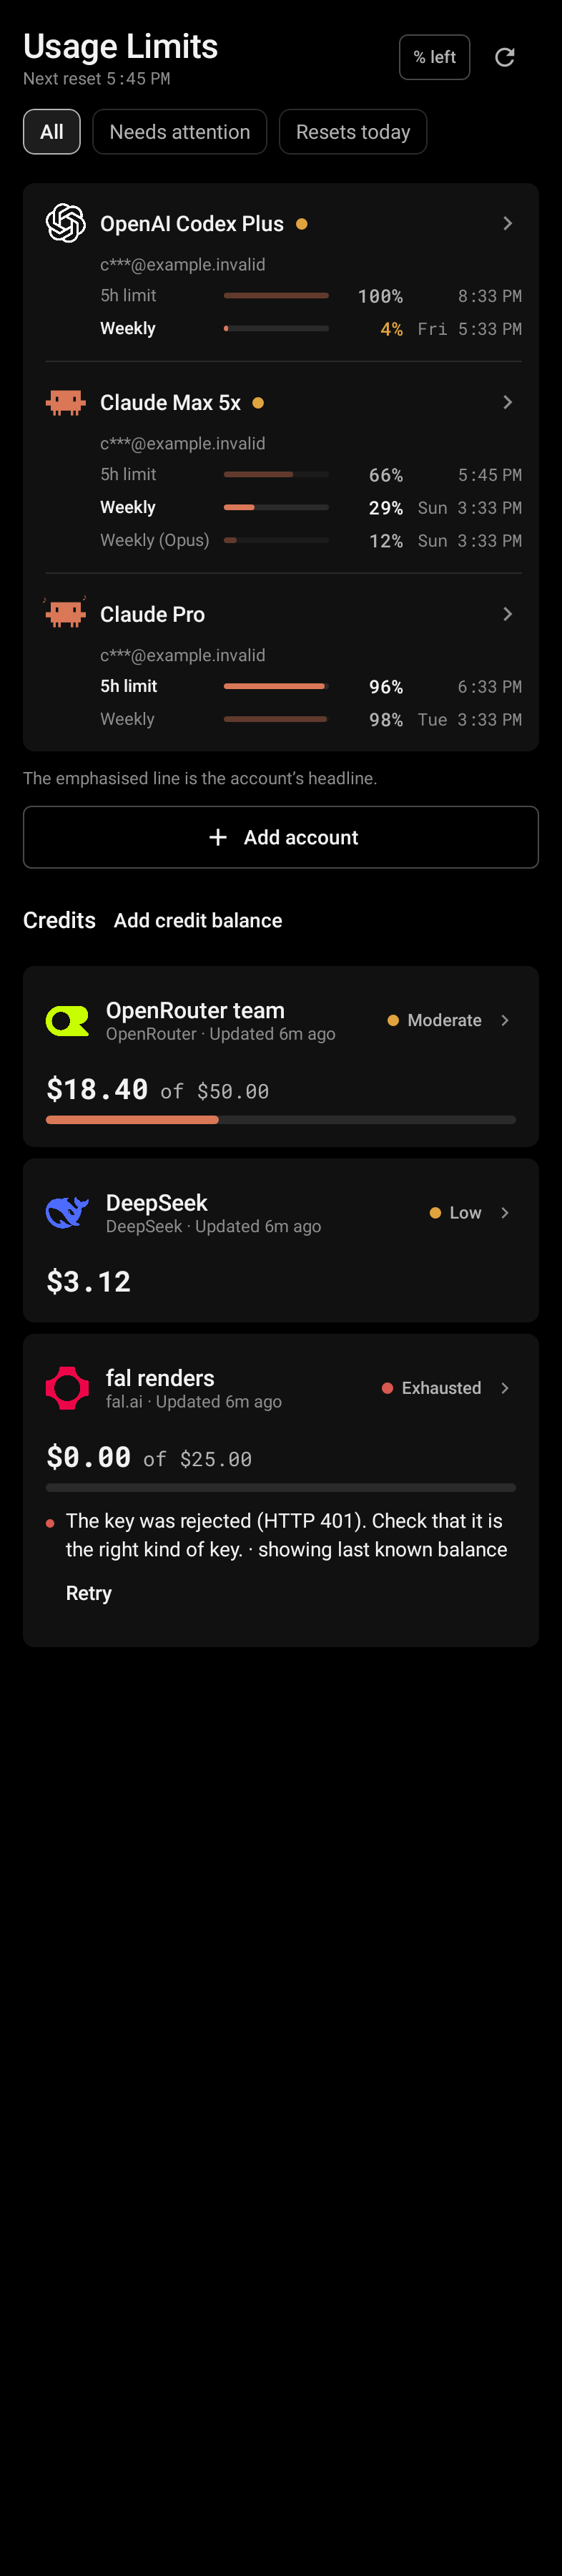 Usage Limits
Next reset 5:45 PM
% left
All
Needs attention
Resets today
OpenAI Codex Plus
c***@example.invalid
5h limit 100% 8:33 PM
Weekly 4% Fri 5:33 PM
Claude Max 5x
c***@example.invalid
5h limit 66% 5:45 PM
Weekly 29% Sun 3:33 PM
Weekly (Opus) 12% Sun 3:33 PM
Claude Pro
c***@example.invalid
5h limit 96% 6:33 PM
Weekly 98% Tue 3:33 PM
The emphasised line is the account’s headline.
Add account
Credits Add credit balance
OpenRouter team
OpenRouter · Updated 6m ago
Moderate
$18.40 of $50.00
DeepSeek
DeepSeek · Updated 6m ago
Low
$3.12
fal renders
fal.ai · Updated 6m ago
Exhausted
$0.00 of $25.00
The key was rejected (HTTP 401). Check that it is
the right kind of key. · showing last known balance
Retry